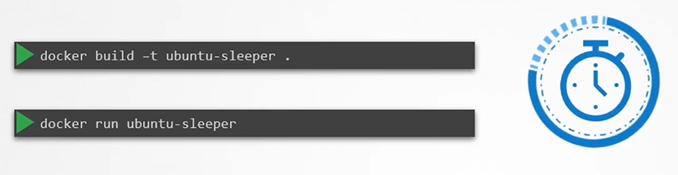 docker build –t ubuntu-sleeper .
docker run ubuntu-sleeper